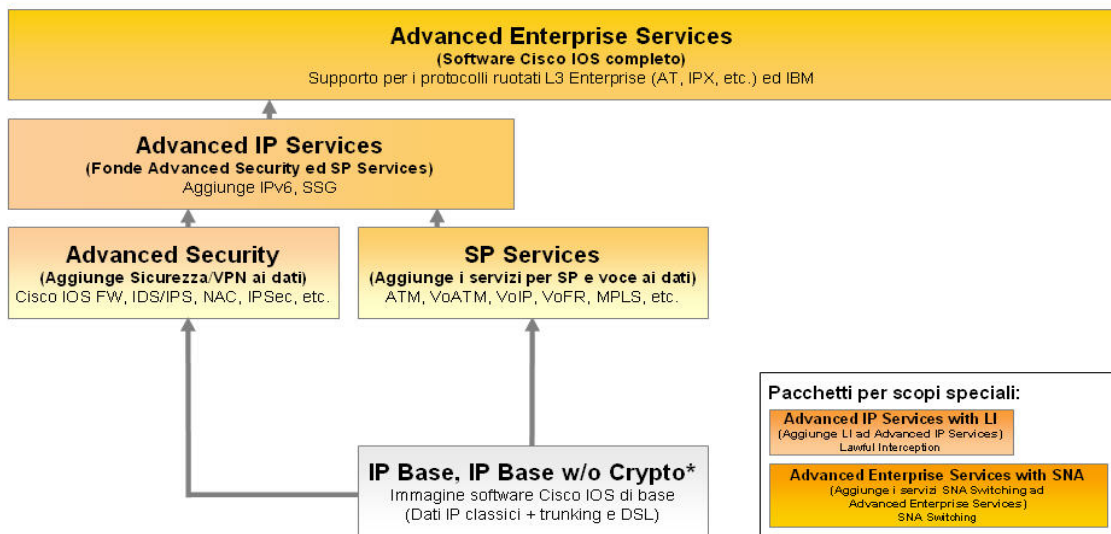 Advanced Enterprise Services
(Software Cisco IOS completo)
Supporto per i protocolli ruotati L3 Enterprise (AT, IPX, etc.) ed IBM
Advanced IP Services
(Fonde Advanced Security ed SP Services)
Aggiunge IPv6, SSG
Advanced Security
(Aggiunge Sicurezza/VPN ai dati)
Cisco IOS FW, IDS/IPS, NAC, IPSec, etc.
SP Services
(Aggiunge i servizi per SP e voce ai dati)
ATM, VoATM, VoIP, VoFR, MPLS, etc.
IP Base, IP Base w/o Crypto*
Immagine software Cisco IOS di base
(Dati IP classici + trunking e DSL)
Pacchetti per scopi speciali:
Advanced IP Services with LI
(Aggiunge LI ad Advanced IP Services)
Lawful Interception
Advanced Enterprise Services with SNA
(Aggiunge i servizi SNA Switching ad
Advanced Enterprise Services)
SNA Switching